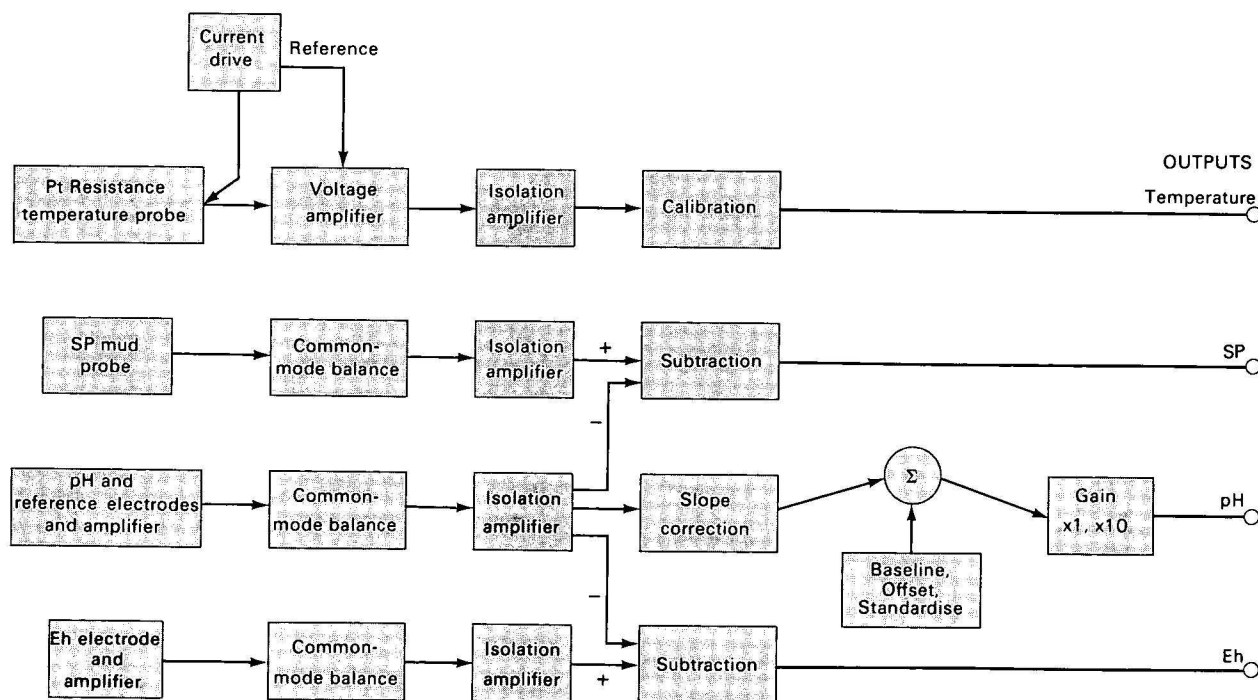 Current
drive
Reference
Pt Resistance
temperature probe
Voltage
amplifier
Isolation
amplifier
Calibration
OUTPUTS
Temperature
SP mud
probe
Common-
mode balance
Isolation
amplifier
+
Subtraction
SP
−
pH and
reference electrodes
and amplifier
Common-
mode balance
Isolation
amplifier
Slope
correction
Σ
Gain
x1, x10
pH
Baseline,
Offset,
Standardise
−
Eh electrode
and
amplifier
Common-
mode balance
Isolation
amplifier
+
Subtraction
Eh